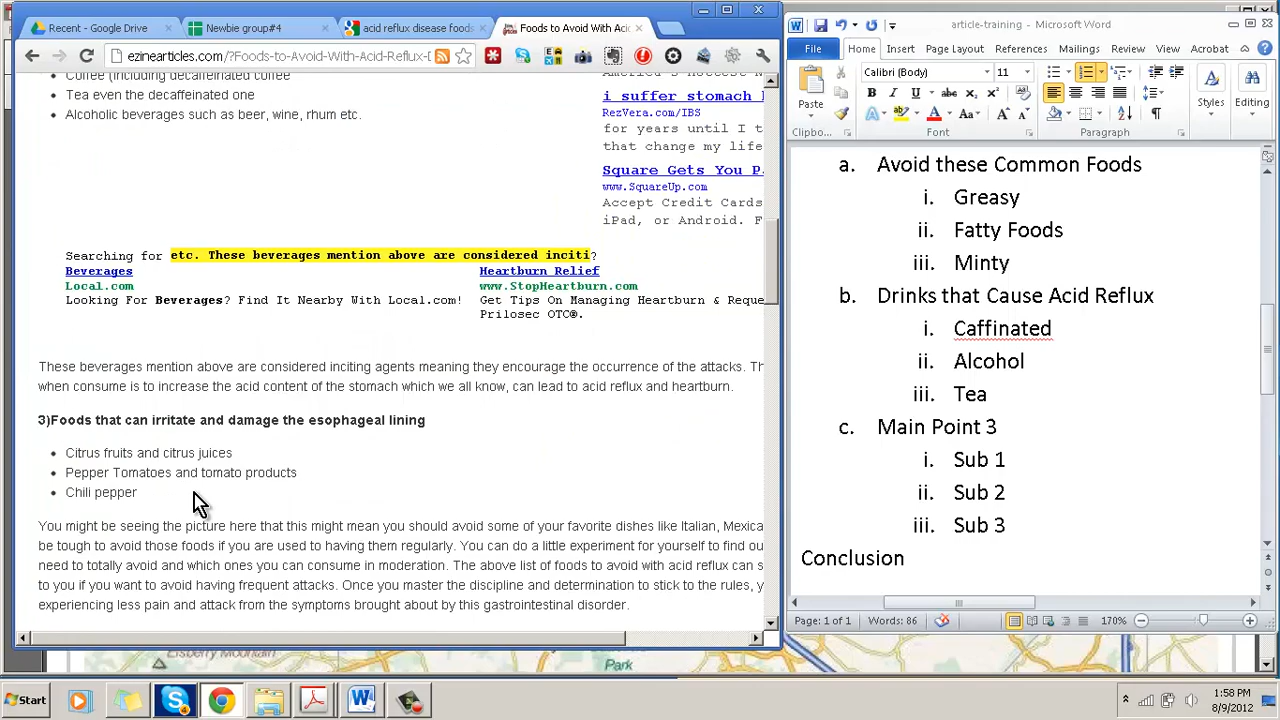 Recent - Google Drive
Newbie group#4
acid reflux disease foods
Foods to Avoid With Aci
ezinearticles.com/?Foods-to-Avoid-With-Acid-Reflux-D
Coffee (including decaffeinated coffee
Tea even the decaffeinated one
Alcoholic beverages such as beer, wine, rhum etc.
America's Hottest N
i suffer stomach
RezVera.com/IBS
for years until I t
that change my life
Square Gets You P
www.SquareUp.com
Accept Credit Cards
iPad, or Android. F
Searching for etc. These beverages mention above are considered inciti?
Beverages
Local.com
Looking For Beverages? Find It Nearby With Local.com!
Heartburn Relief
www.StopHeartburn.com
Get Tips On Managing Heartburn & Reque
Prilosec OTC®.
These beverages mention above are considered inciting agents meaning they encourage the occurrence of the attacks. Th
when consume is to increase the acid content of the stomach which we all know, can lead to acid reflux and heartburn.
3)Foods that can irritate and damage the esophageal lining
Citrus fruits and citrus juices
Pepper Tomatoes and tomato products
Chili pepper
You might be seeing the picture here that this might mean you should avoid some of your favorite dishes like Italian, Mexica
be tough to avoid those foods if you are used to having them regularly. You can do a little experiment for yourself to find ou
need to totally avoid and which ones you can consume in moderation. The above list of foods to avoid with acid reflux can s
to you if you want to avoid having frequent attacks. Once you master the discipline and determination to stick to the rules, y
experiencing less pain and attack from the symptoms brought about by this gastrointestinal disorder.
article-training - Microsoft Word
File Home Insert Page Layout References Mailings Review View Acrobat
Calibri (Body) 11
Paste
Styles
Editing
Clipbo... Font Paragraph
a. Avoid these Common Foods
i. Greasy
ii. Fatty Foods
iii. Minty
b. Drinks that Cause Acid Reflux
i. Caffinated
ii. Alcohol
iii. Tea
c. Main Point 3
i. Sub 1
ii. Sub 2
iii. Sub 3
Conclusion
Page: 1 of 1 Words: 86 170%
Elsberry Mountain
Park
Start
1:58 PM
8/9/2012